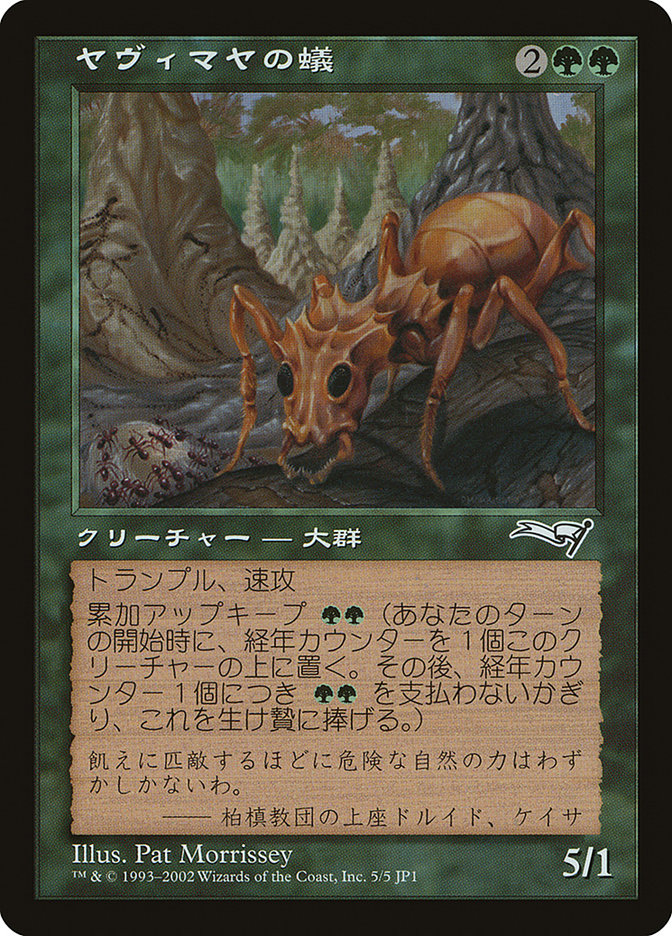 ヤヴィマヤの蟻 2
クリーチャー ― 大群
トランプル、速攻
累加アップキープ (あなたのターン
の開始時に、経年カウンターを1個このク
リーチャーの上に置く。その後、経年カウ
ンター1個につき を支払わないかぎ
り、これを生け贄に捧げる。)
飢えに匹敵するほどに危険な自然の力はわず
かしかないわ。
―― 柏槙教団の上座ドルイド、ケイサ
Illus. Pat Morrissey
5/1
™ & © 1993–2002 Wizards of the Coast, Inc. 5/5 JP1